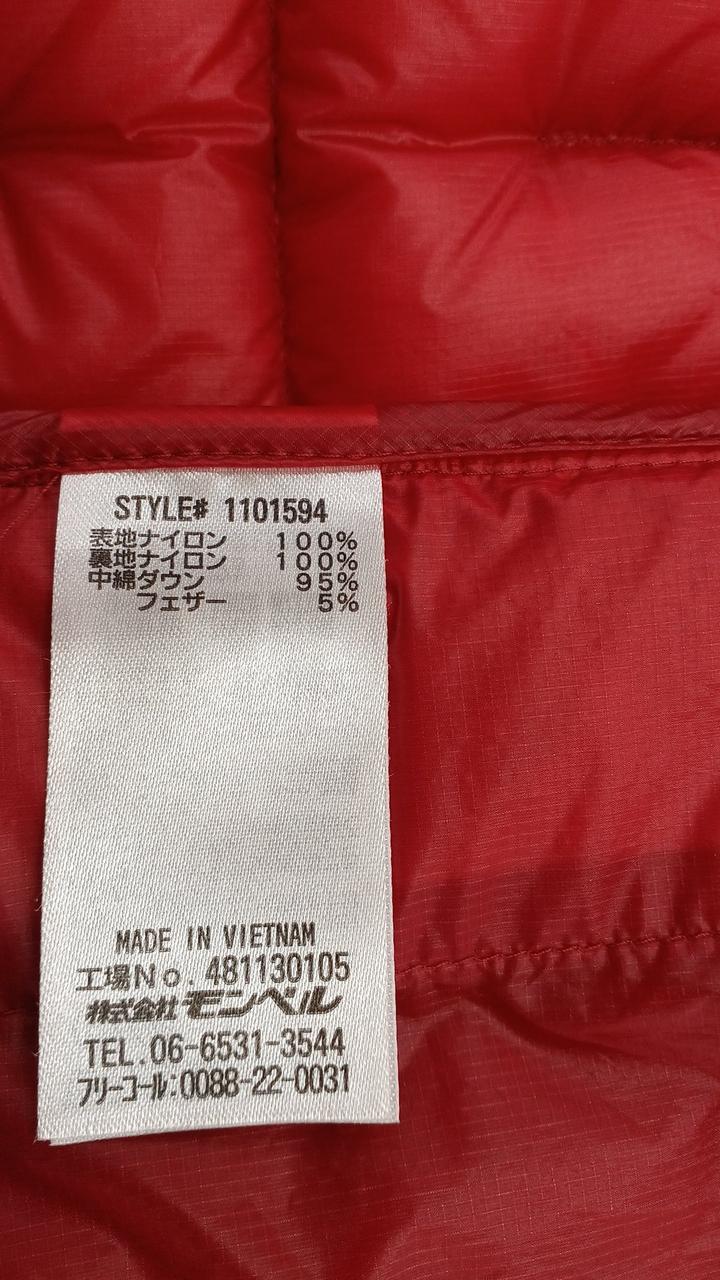 STYLE# 1101594
表地ナイロン 100%
裏地ナイロン 100%
中綿ダウン 95%
フェザー 5%
MADE IN VIETNAM
工場No. 481130105
株式会社 モンベル
TEL.06-6531-3544
フリーコール:0088-22-0031